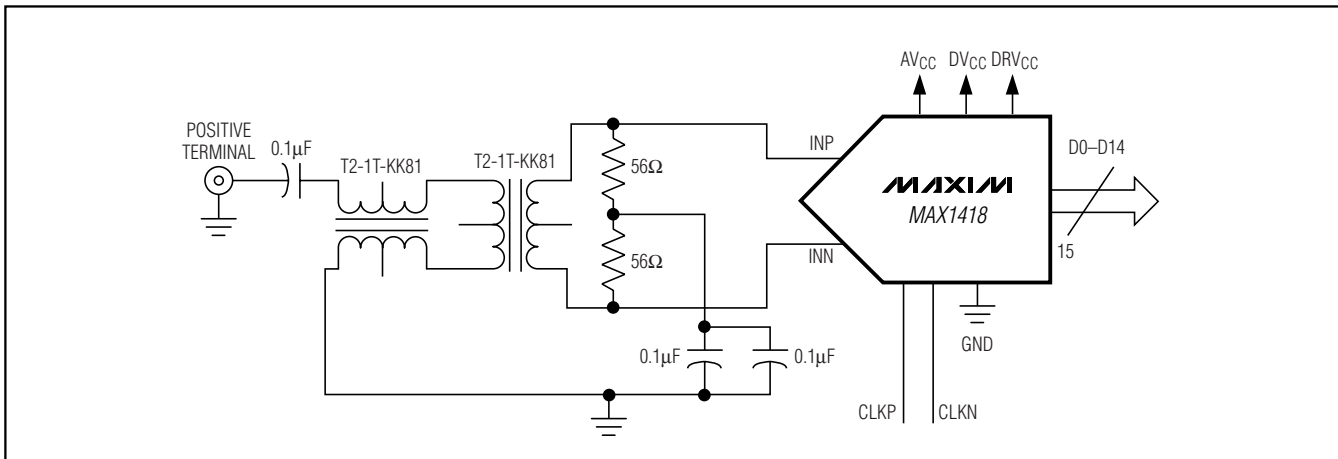 AVCC DVCC DRVCC
POSITIVE
TERMINAL
0.1µF
T2-1T-KK81
T2-1T-KK81
56Ω
56Ω
0.1µF
0.1µF
INP
INN
MAXIM
MAX1418
D0–D14
15
GND
CLKP
CLKN